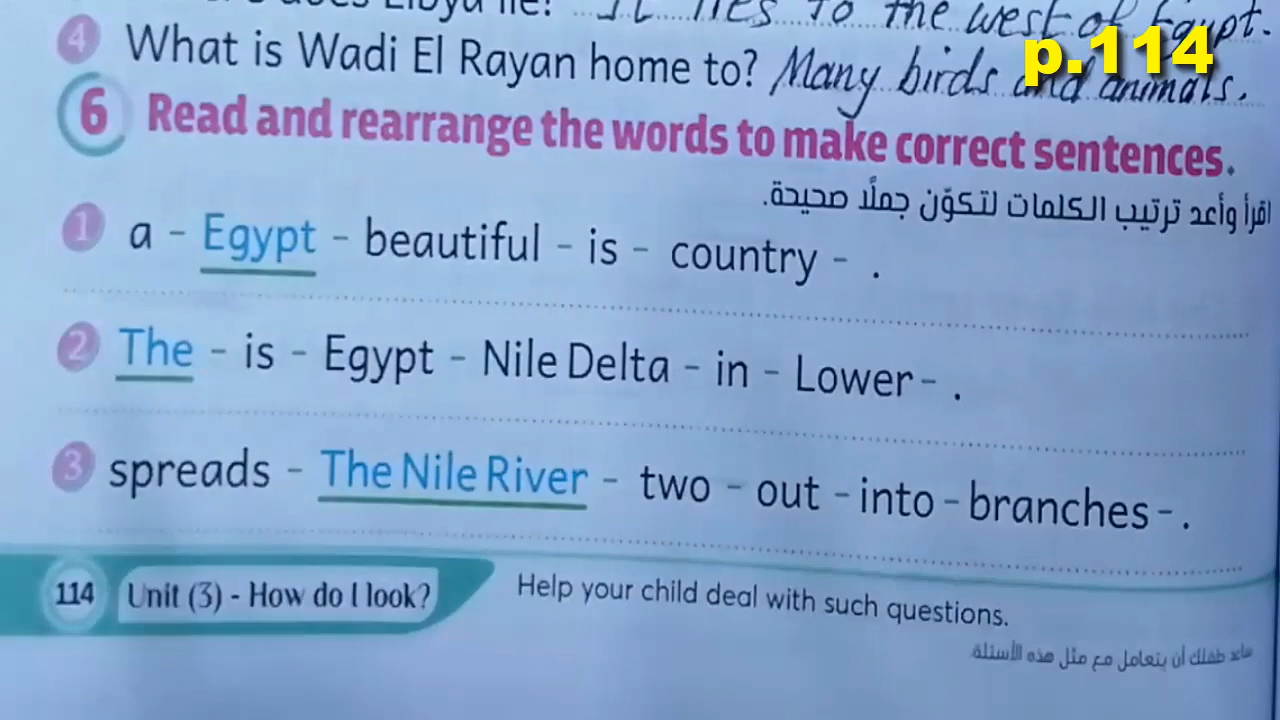 Libya lie? It lies to the west of Egypt.
4 What is Wadi El Rayan home to? Many birds and animals.
p.114
6 Read and rearrange the words to make correct sentences.
اقرأ وأعد ترتيب الكلمات لتكوّن جملًا صحيحة.
1 a - Egypt - beautiful - is - country - .
2 The - is - Egypt - Nile Delta - in - Lower - .
3 spreads - The Nile River - two - out - into - branches - .
114 Unit (3) - How do I look? Help your child deal with such questions.
ساعد طفلك أن يتعامل مع مثل هذه الأسئلة